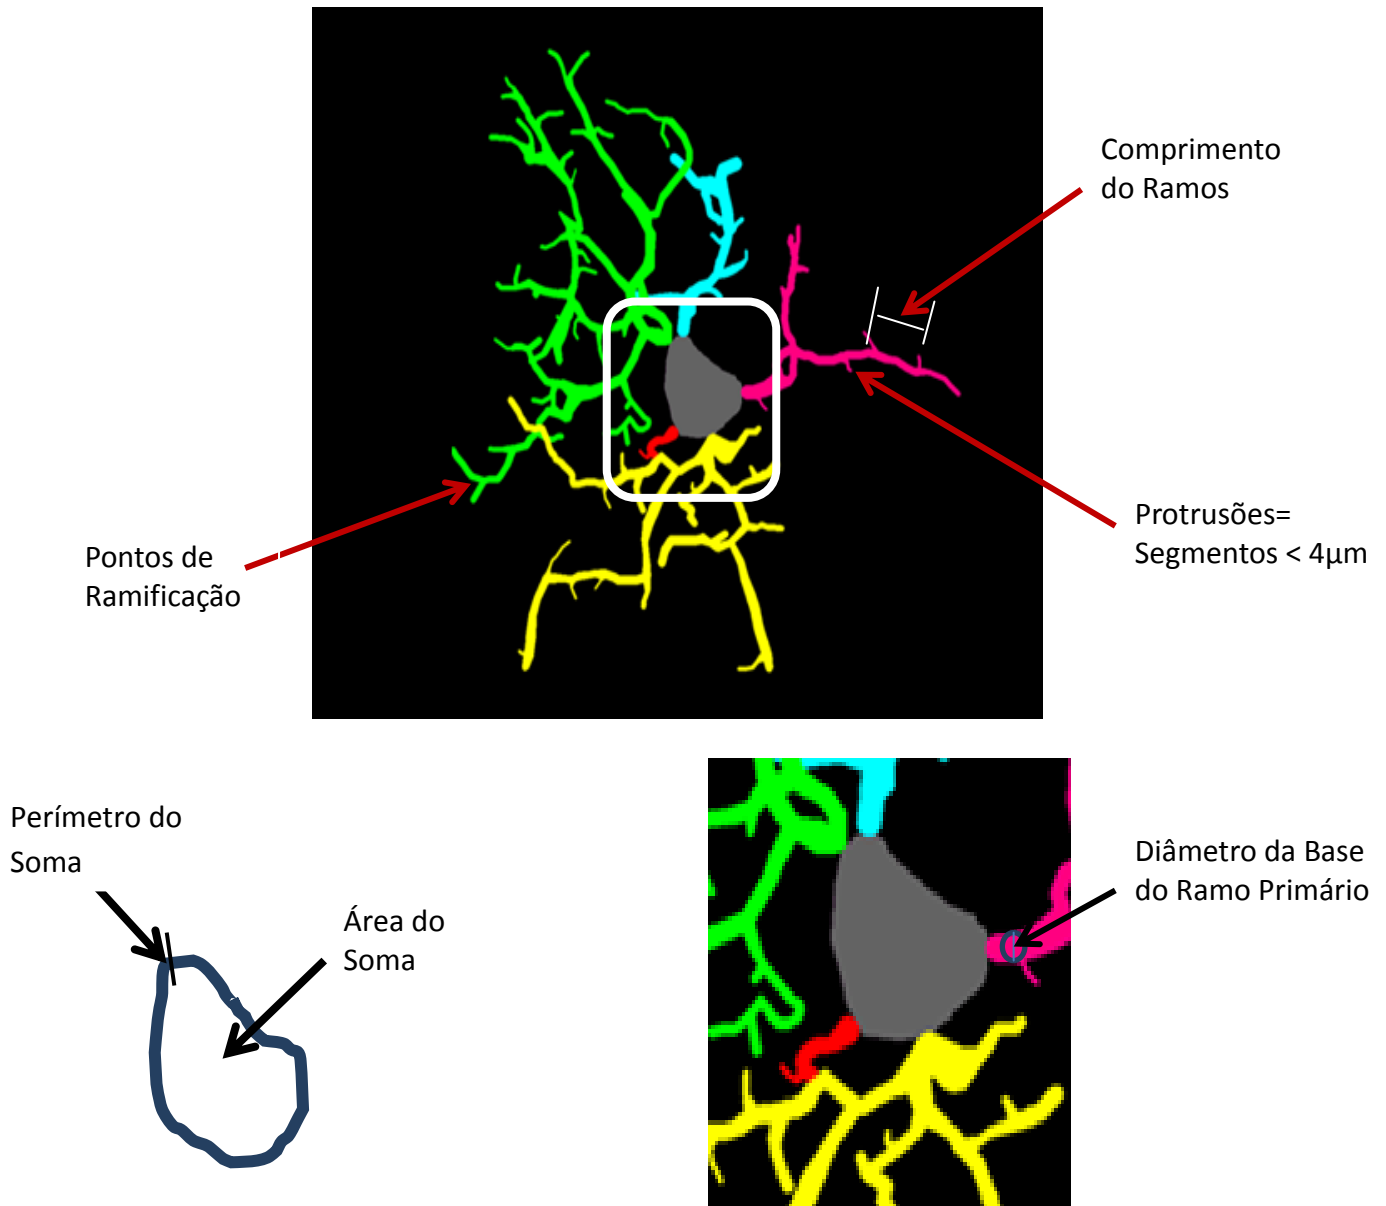 Comprimento
do Ramos
Protrusões=
Segmentos < 4µm
Pontos de
Ramificação
Perímetro do
Soma
Área do
Soma
Diâmetro da Base
do Ramo Primário